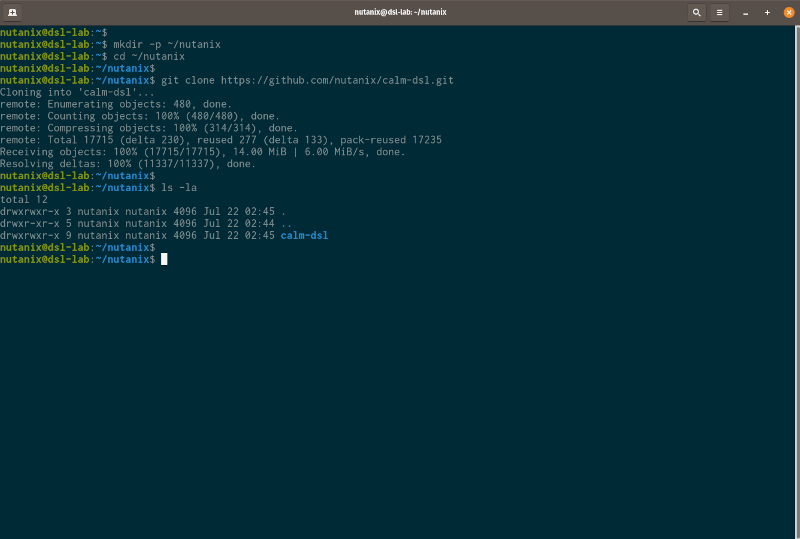 nutanix@dsl-lab: ~/nutanix
nutanix@dsl-lab:~$
nutanix@dsl-lab:~$ mkdir -p ~/nutanix
nutanix@dsl-lab:~$ cd ~/nutanix
nutanix@dsl-lab:~/nutanix$
nutanix@dsl-lab:~/nutanix$ git clone https://github.com/nutanix/calm-dsl.git
Cloning into 'calm-dsl'...
remote: Enumerating objects: 480, done.
remote: Counting objects: 100% (480/480), done.
remote: Compressing objects: 100% (314/314), done.
remote: Total 17715 (delta 230), reused 277 (delta 133), pack-reused 17235
Receiving objects: 100% (17715/17715), 14.00 MiB | 6.00 MiB/s, done.
Resolving deltas: 100% (11337/11337), done.
nutanix@dsl-lab:~/nutanix$
nutanix@dsl-lab:~/nutanix$ ls -la
total 12
drwxrwxr-x 3 nutanix nutanix 4096 Jul 22 02:45 .
drwxr-xr-x 5 nutanix nutanix 4096 Jul 22 02:44 ..
drwxrwxr-x 9 nutanix nutanix 4096 Jul 22 02:45 calm-dsl
nutanix@dsl-lab:~/nutanix$
nutanix@dsl-lab:~/nutanix$